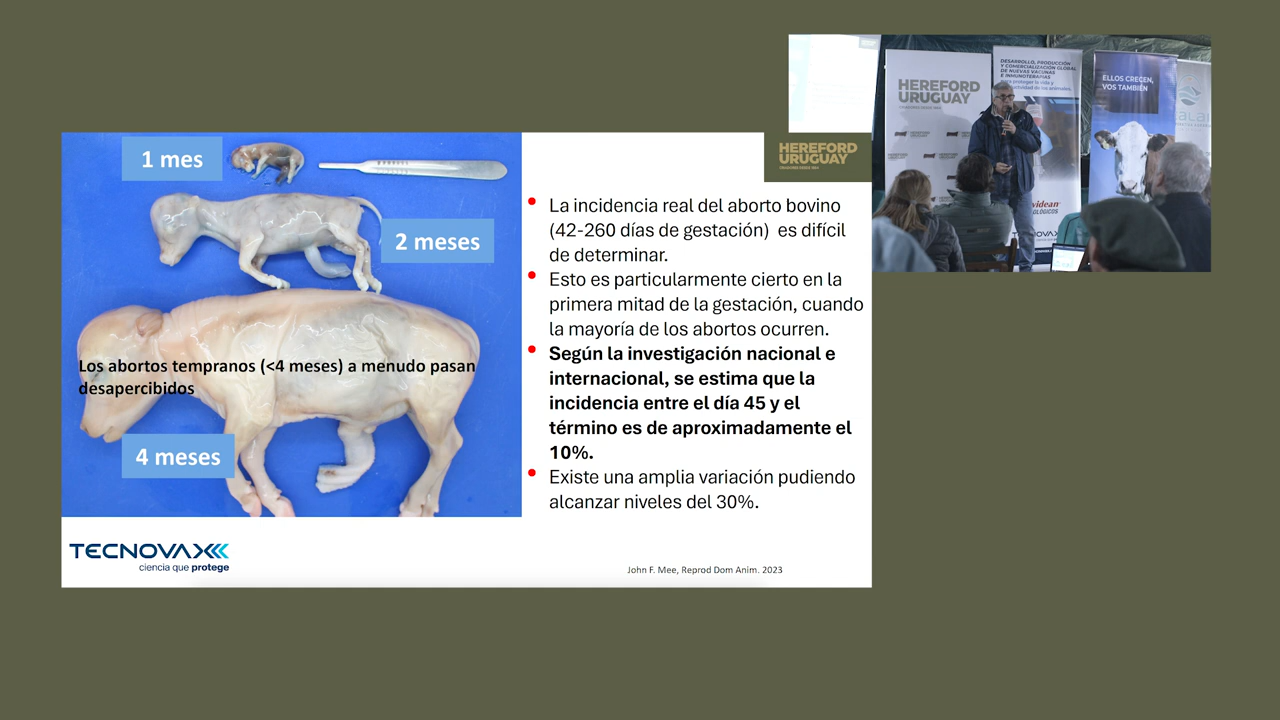 1 mes
2 meses
Los abortos tempranos (<4 meses) a menudo pasan
desapercibidos
4 meses
TECNOVAX
ciencia que protege
HEREFORD
URUGUAY
• La incidencia real del aborto bovino
(42-260 días de gestación) es difícil
de determinar.
• Esto es particularmente cierto en la
primera mitad de la gestación, cuando
la mayoría de los abortos ocurren.
• Según la investigación nacional e
internacional, se estima que la
incidencia entre el día 45 y el
término es de aproximadamente el
10%.
• Existe una amplia variación pudiendo
alcanzar niveles del 30%.
John F. Mee, Reprod Dom Anim. 2023
HEREFORD
URUGUAY
DESARROLLO, PRODUCCIÓN
Y COMERCIALIZACIÓN GLOBAL
DE NUEVAS VACUNAS
E INMUNOTERAPIAS
para proteger la vida y
ELLOS CRECEN,
VOS TAMBIÉN